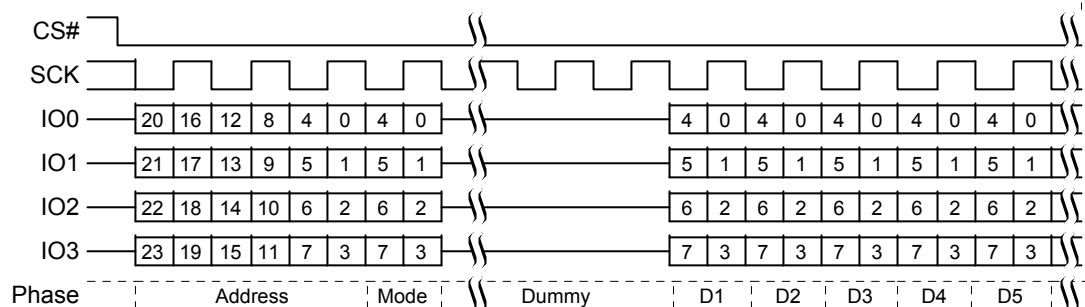 CS#
SCK
IO0 20 16 12 8 4 0 4 0 4 0 4 0 4 0 4 0 4 0
IO1 21 17 13 9 5 1 5 1 5 1 5 1 5 1 5 1 5 1
IO2 22 18 14 10 6 2 6 2 6 2 6 2 6 2 6 2 6 2
IO3 23 19 15 11 7 3 7 3 7 3 7 3 7 3 7 3 7 3
Phase Address Mode Dummy D1 D2 D3 D4 D5